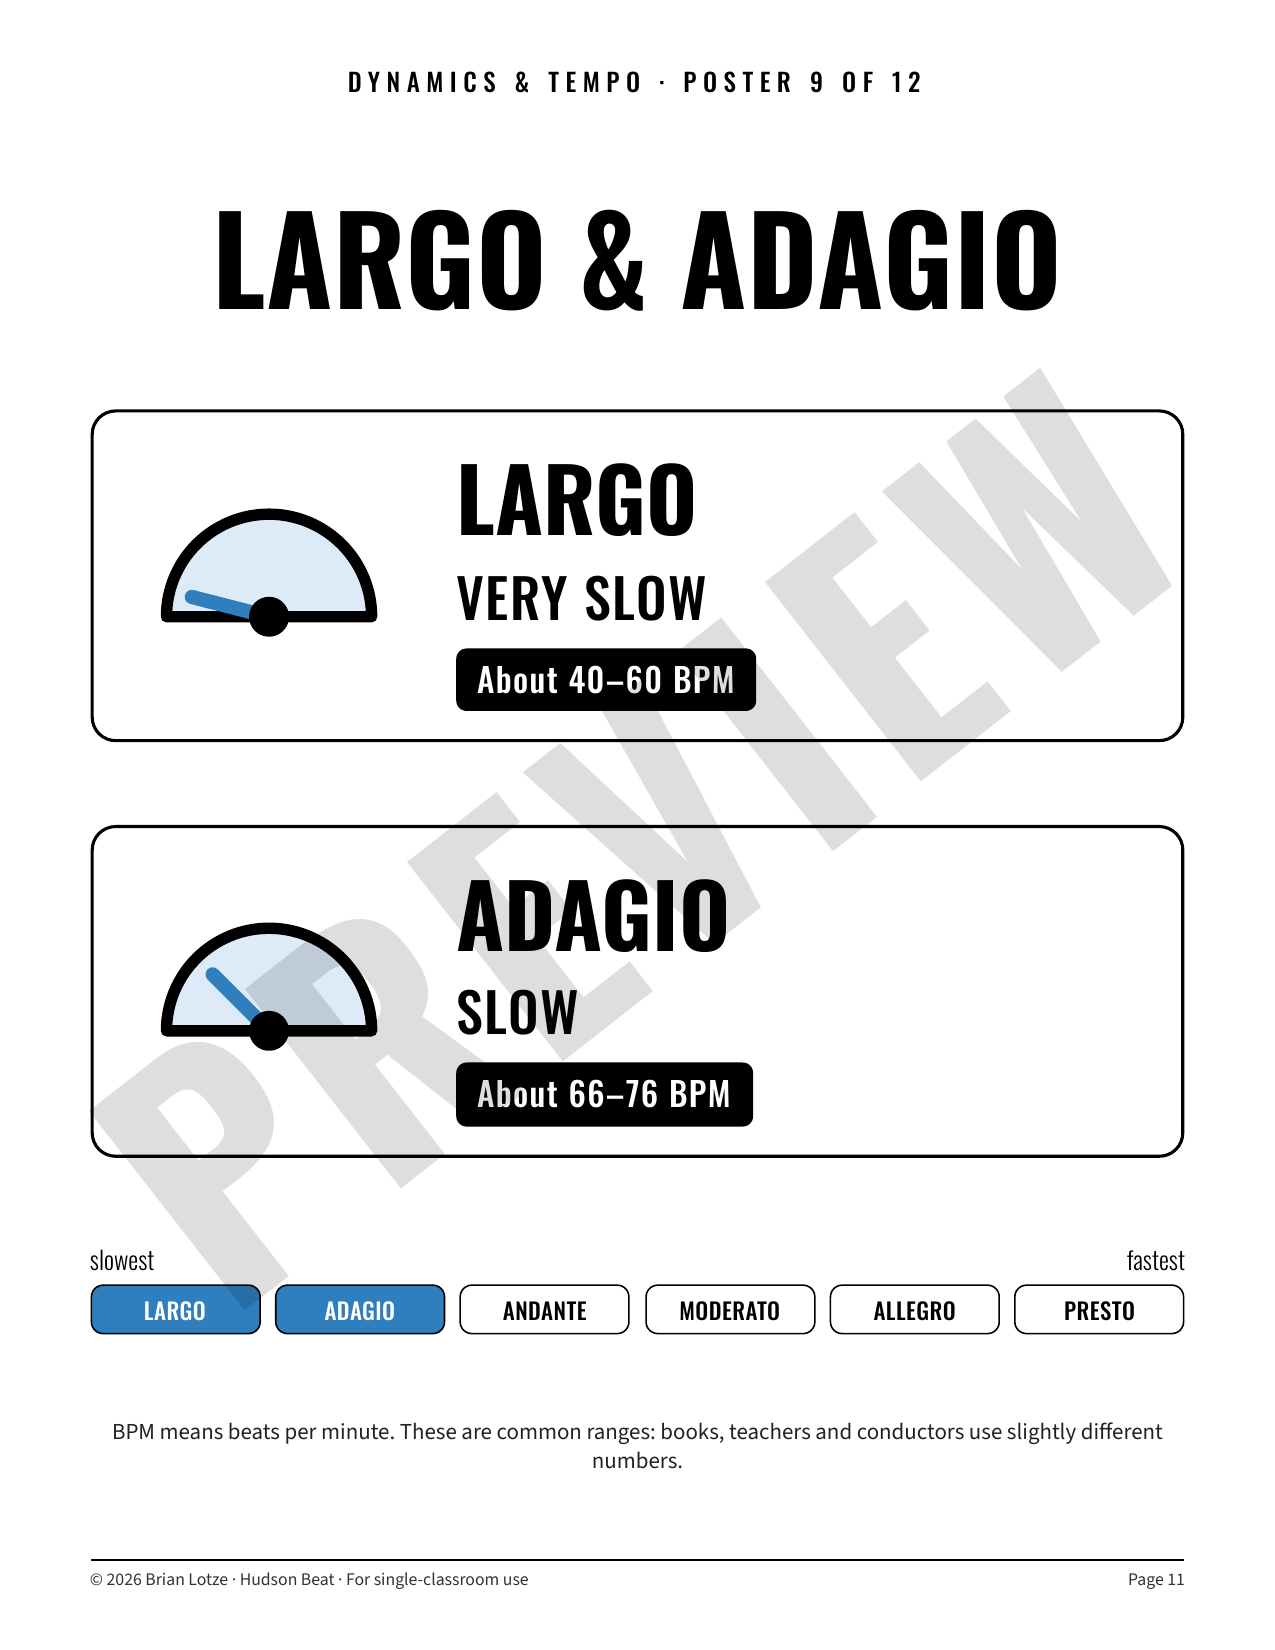 DYNAMICS & TEMPO · POSTER 9 OF 12
LARGO & ADAGIO
LARGO
VERY SLOW
About 40–60 BPM
ADAGIO
SLOW
About 66–76 BPM
PREVIEW
slowest fastest
LARGO ADAGIO ANDANTE MODERATO ALLEGRO PRESTO
BPM means beats per minute. These are common ranges: books, teachers and conductors use slightly different
numbers.
© 2026 Brian Lotze · Hudson Beat · For single-classroom use Page 11